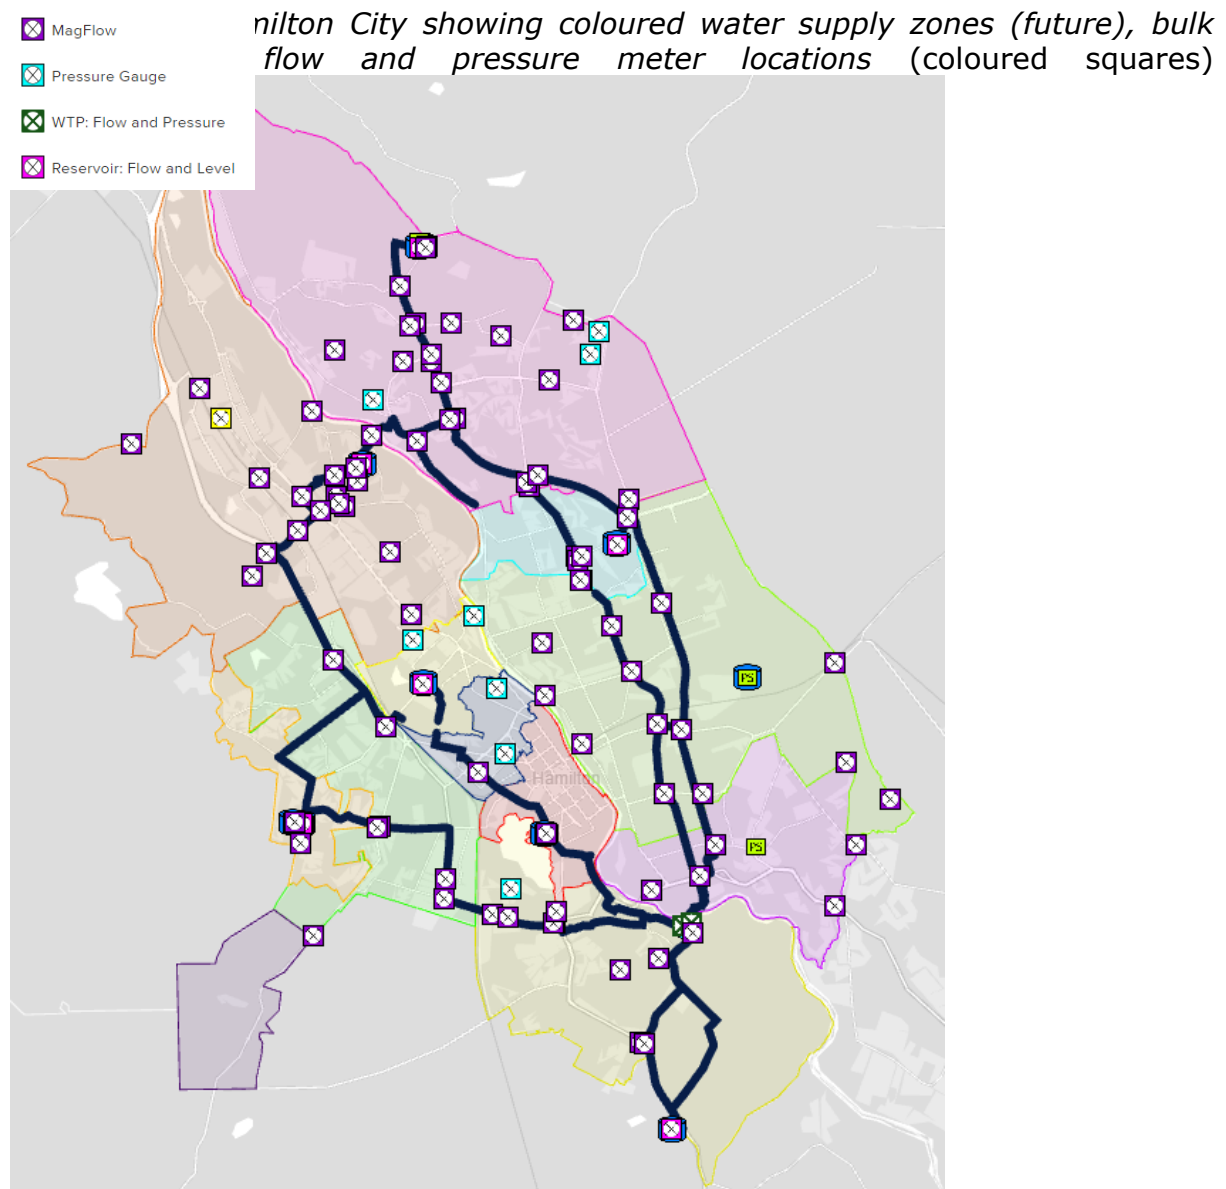 milton City showing coloured water supply zones (future), bulk
flow and pressure meter locations (coloured squares)
MagFlow
Pressure Gauge
WTP: Flow and Pressure
Reservoir: Flow and Level
PS
Hamilton
PS